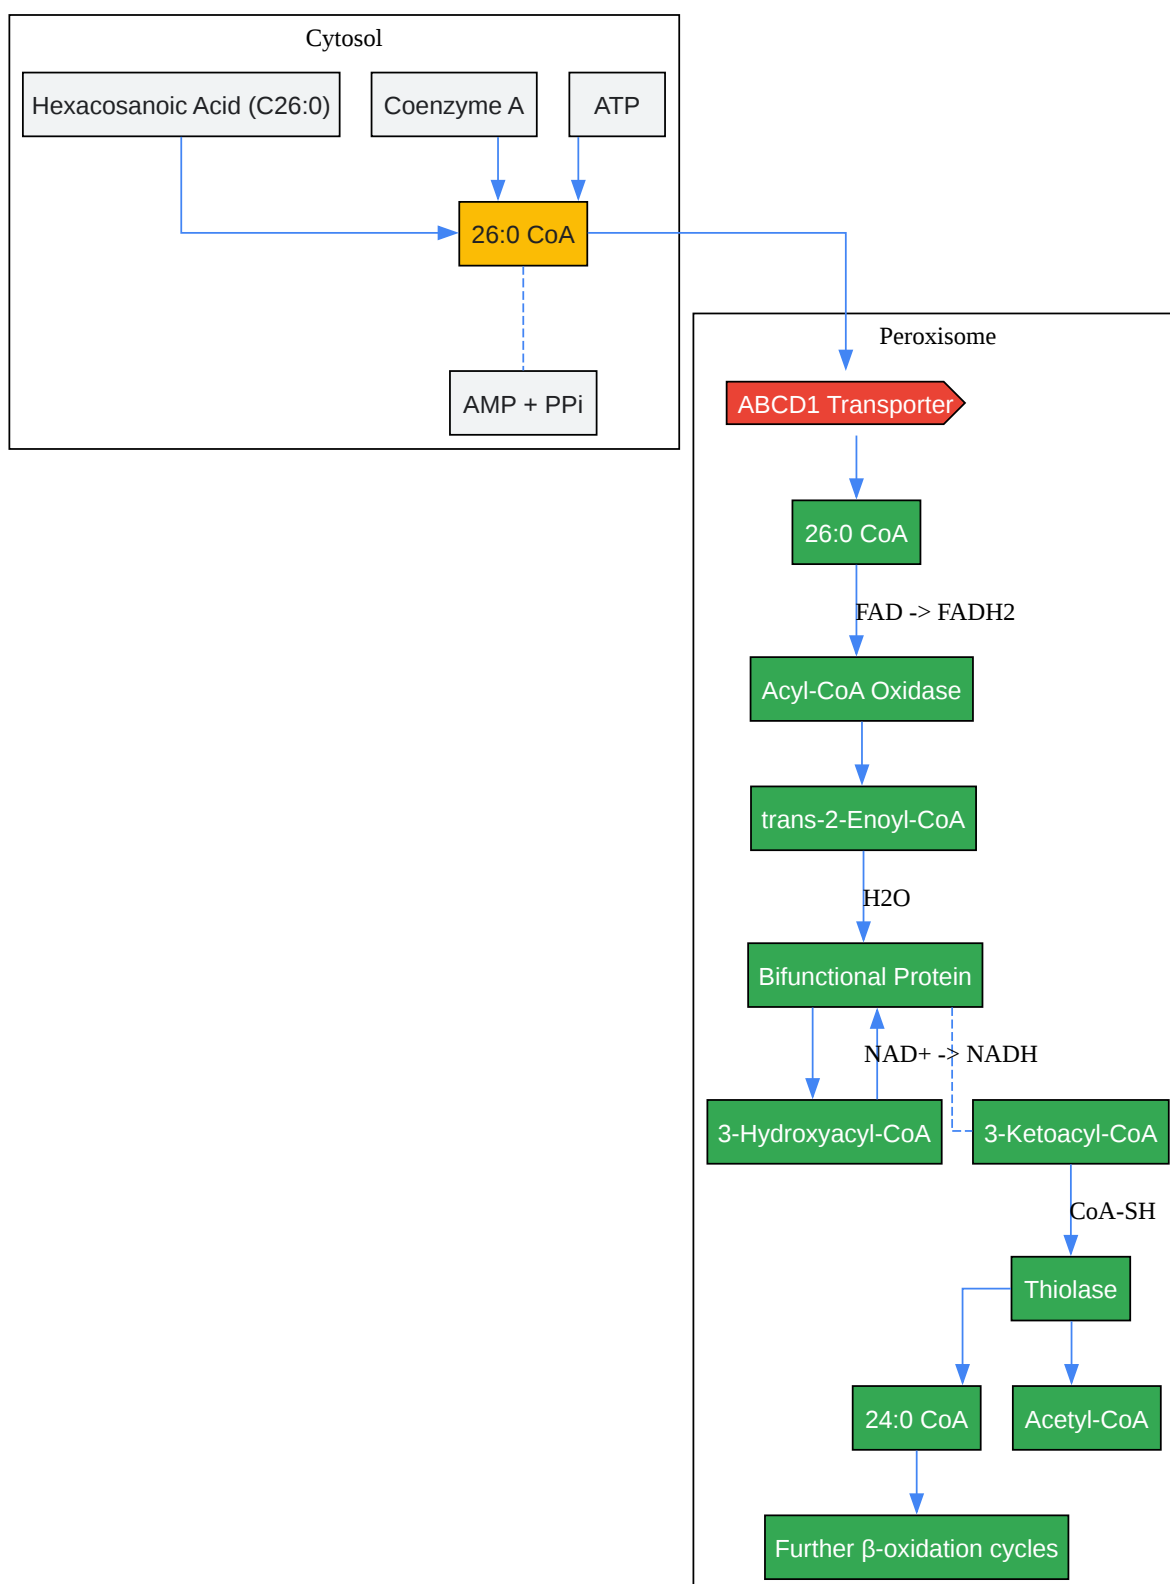 Cytosol
Hexacosanoic Acid (C26:0)
Coenzyme A
ATP
26:0 CoA
AMP + PPi
Peroxisome
ABCD1 Transporter
26:0 CoA
FAD -> FADH2
Acyl-CoA Oxidase
trans-2-Enoyl-CoA
H2O
Bifunctional Protein
NAD+ -> NADH
3-Hydroxyacyl-CoA
3-Ketoacyl-CoA
CoA-SH
Thiolase
24:0 CoA
Acetyl-CoA
Further β-oxidation cycles